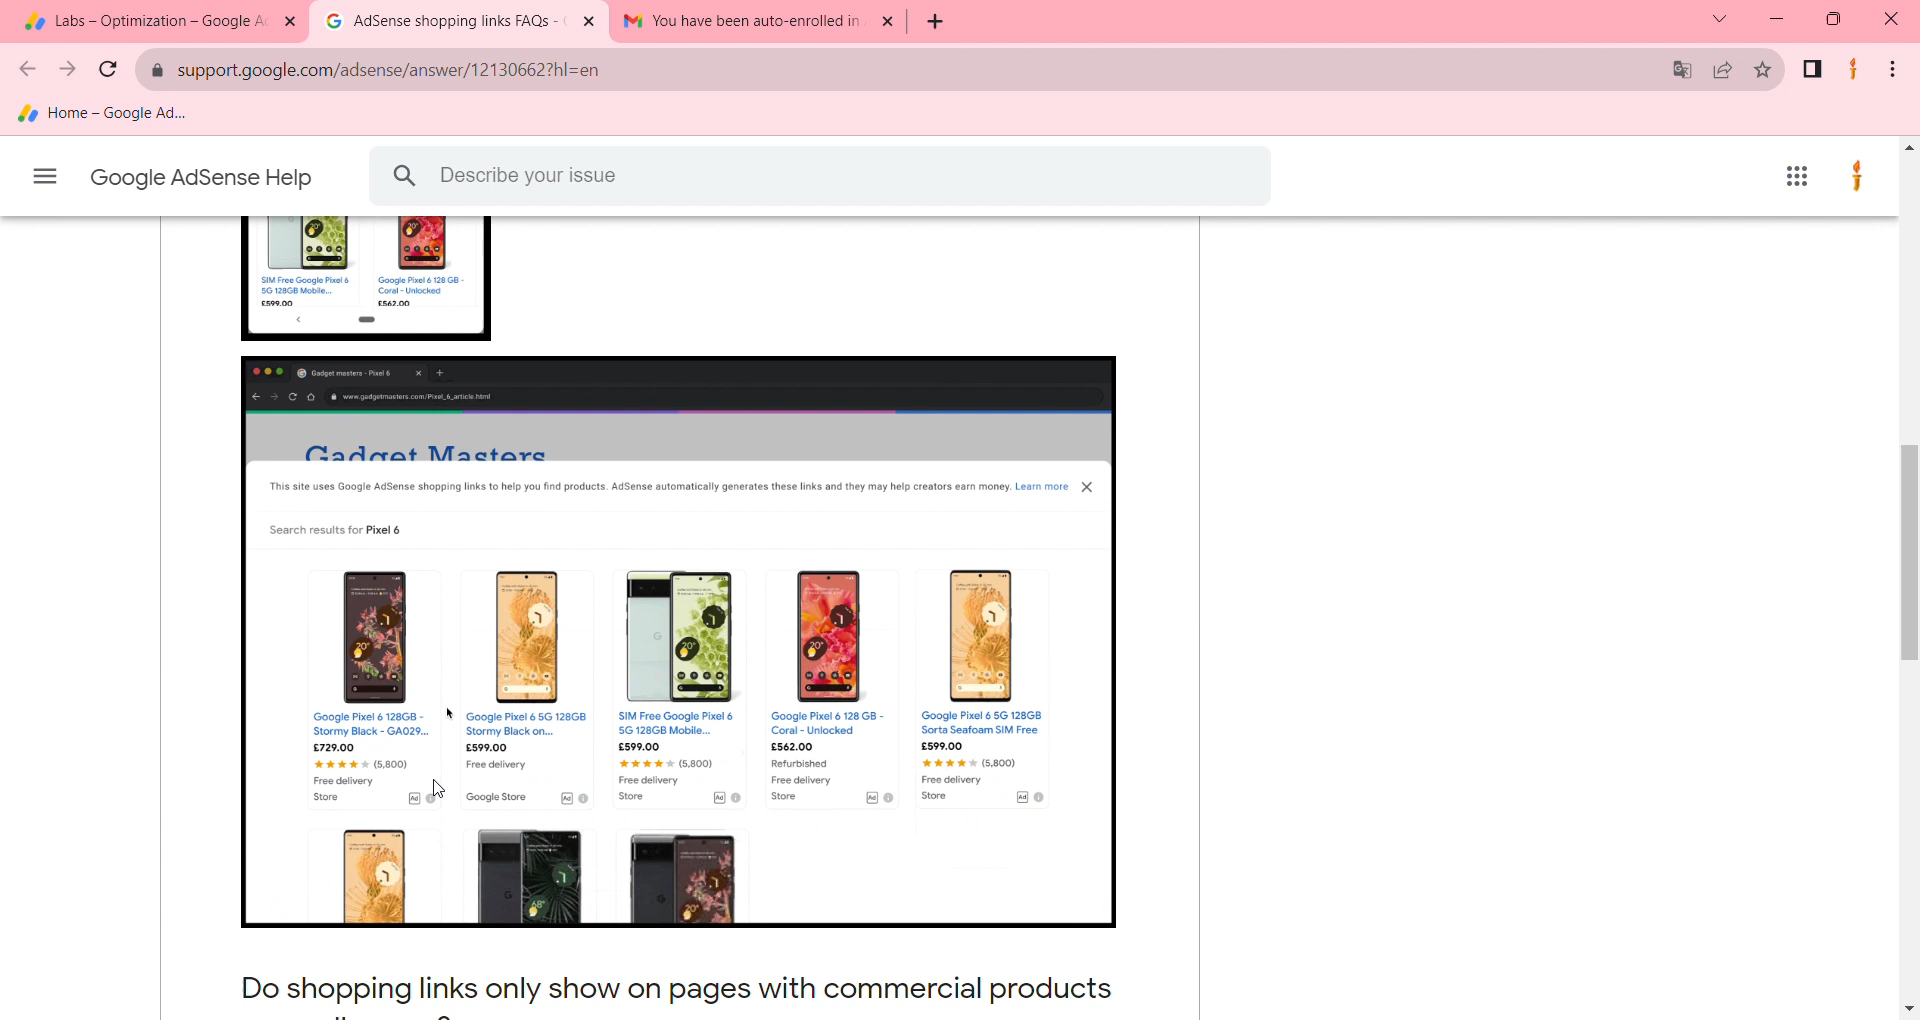 Labs – Optimization – Google A
AdSense shopping links FAQs -
You have been auto-enrolled in
support.google.com/adsense/answer/12130662?hl=en
Home – Google Ad...
Google AdSense Help
Describe your issue
SIM Free Google Pixel 6
5G 128GB Mobile...
£599.00
Google Pixel 6 128 GB -
Coral - Unlocked
£562.00
Gadget masters - Pixel 6
www.gadgetmasters.com/Pixel_6_article.html
Gadget Masters
This site uses Google AdSense shopping links to help you find products. AdSense automatically generates these links and they may help creators earn money. Learn more
Search results for Pixel 6
Google Pixel 6 128GB -
Stormy Black - GA029...
£729.00
(5,800)
Free delivery
Store
Ad
Google Pixel 6 5G 128GB
Stormy Black on...
£599.00
Free delivery
Google Store
Ad
SIM Free Google Pixel 6
5G 128GB Mobile...
£599.00
(5,800)
Free delivery
Store
Ad
Google Pixel 6 128 GB -
Coral - Unlocked
£562.00
Refurbished
Free delivery
Store
Ad
Google Pixel 6 5G 128GB
Sorta Seafoam SIM Free
£599.00
(5,800)
Free delivery
Store
Ad
Do shopping links only show on pages with commercial products